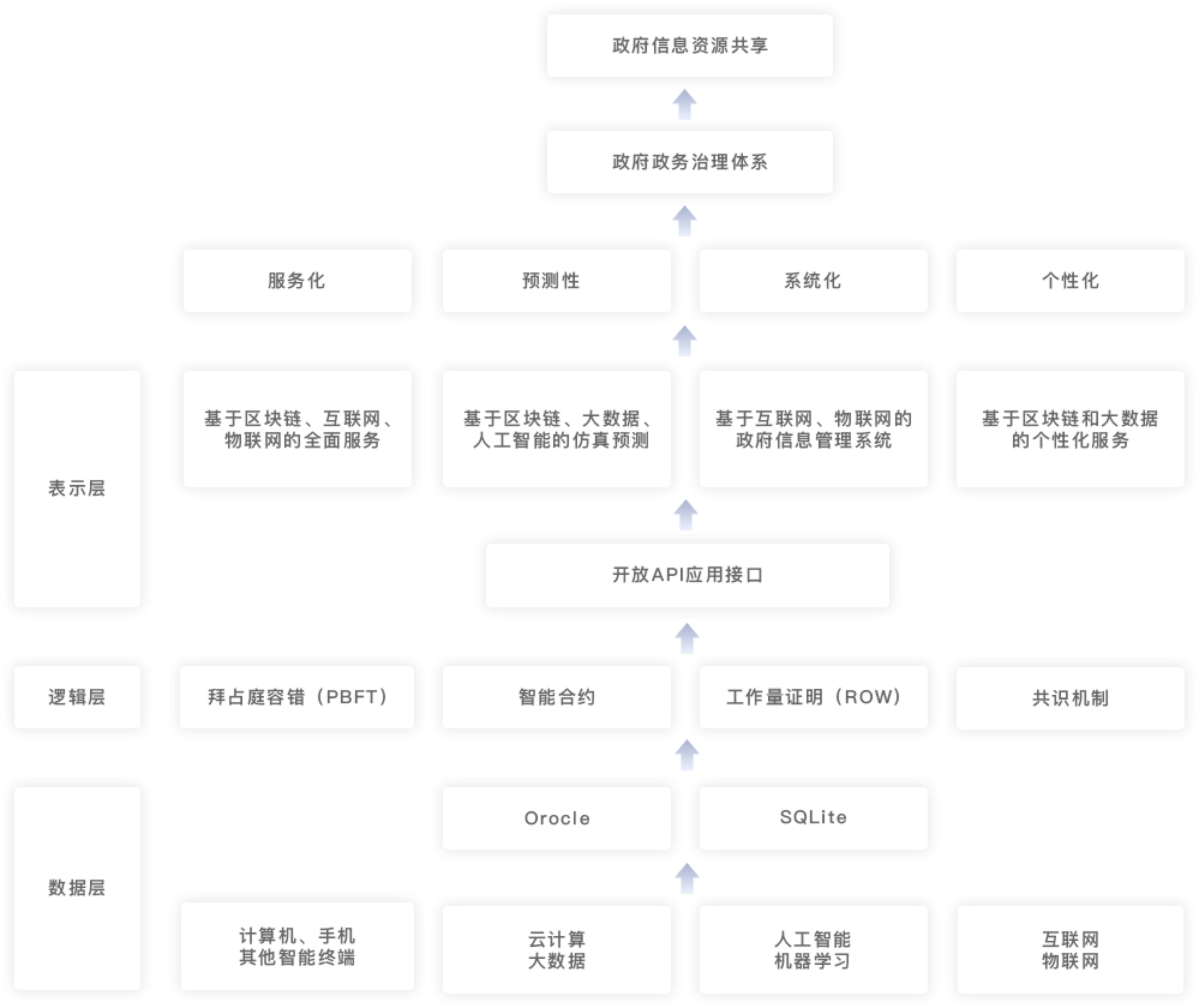 政府信息资源共享
政府政务治理体系
服务化
预测性
系统化
个性化
表示层
基于区块链、互联网、
物联网的全面服务
基于区块链、大数据、
人工智能的仿真预测
基于互联网、物联网的
政府信息管理系统
基于区块链和大数据
的个性化服务
开放API应用接口
逻辑层
拜占庭容错（PBFT）
智能合约
工作量证明（ROW）
共识机制
数据层
Orocle
SQLite
计算机、手机
其他智能终端
云计算
大数据
人工智能
机器学习
互联网
物联网